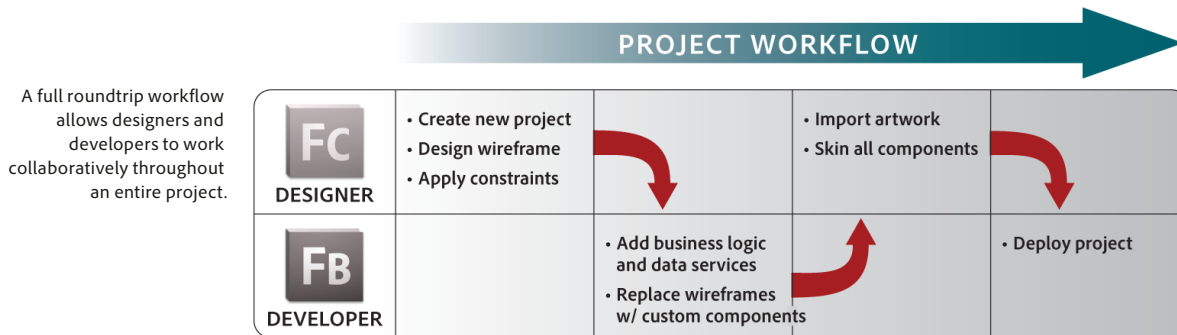 PROJECT WORKFLOW
A full roundtrip workflow
allows designers and
developers to work
collaboratively throughout
an entire project.
Fc
DESIGNER
• Create new project
• Design wireframe
• Apply constraints
• Import artwork
• Skin all components
FB
DEVELOPER
• Add business logic
and data services
• Replace wireframes
w/ custom components
• Deploy project